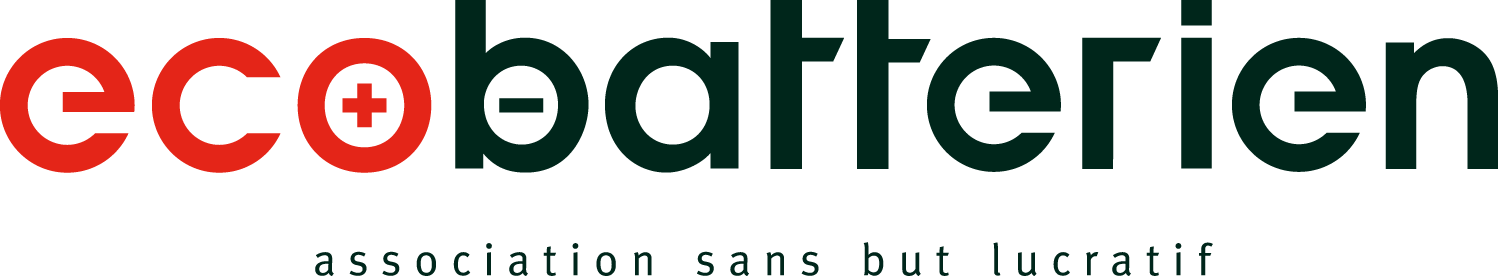 ecobatterien
association sans but lucratif